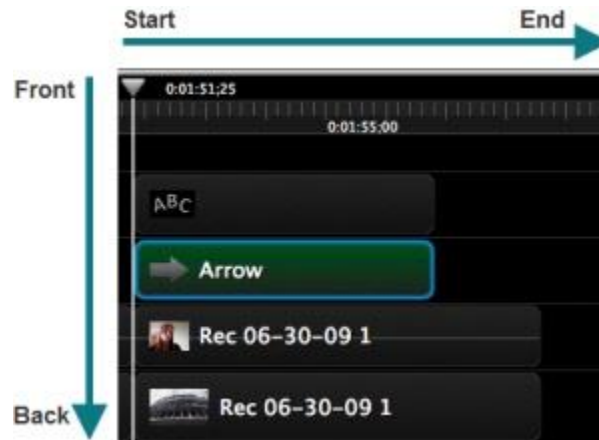 Start End
Front
0:01:51;25
0:01:55:00
ABC
Arrow
Rec 06-30-09 1
Rec 06-30-09 1
Back